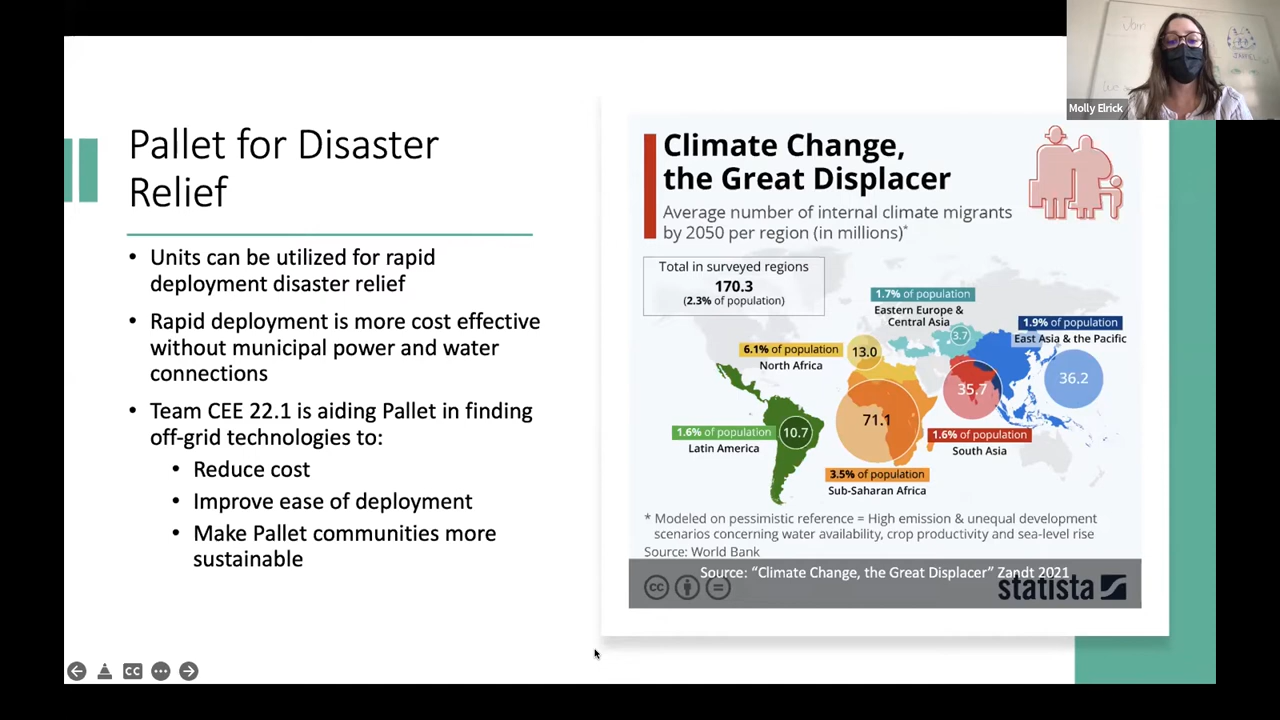 Pallet for Disaster
Relief
• Units can be utilized for rapid
deployment disaster relief
• Rapid deployment is more cost effective
without municipal power and water
connections
• Team CEE 22.1 is aiding Pallet in finding
off-grid technologies to:
• Reduce cost
• Improve ease of deployment
• Make Pallet communities more
sustainable
CC
Climate Change,
the Great Displacer
Average number of internal climate migrants
by 2050 per region (in millions)*
Total in surveyed regions
170.3
(2.3% of population)
1.7% of population
Eastern Europe &
Central Asia
3.7
1.9% of population
East Asia & the Pacific
36.2
6.1% of population
North Africa
13.0
35.7
1.6% of population
South Asia
71.1
3.5% of population
Sub-Saharan Africa
1.6% of population
Latin America
10.7
* Modeled on pessimistic reference = High emission & unequal development
scenarios concerning water availability, crop productivity and sea-level rise
Source: World Bank
Source: “Climate Change, the Great Displacer” Zandt 2021
cc
statista
Join
Molly Elrick